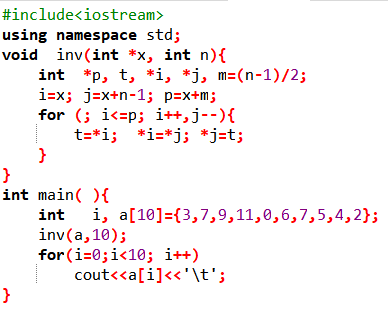 #include<iostream>
using namespace std;
void  inv(int *x, int n){
    int  *p, t, *i, *j, m=(n-1)/2;
    i=x; j=x+n-1; p=x+m;
    for (; i<=p; i++,j--){
        t=*i;  *i=*j; *j=t;
    }
}
int main( ){
    int   i, a[10]={3,7,9,11,0,6,7,5,4,2};
    inv(a,10);
    for(i=0;i<10; i++)
        cout<<a[i]<<'\t';
}